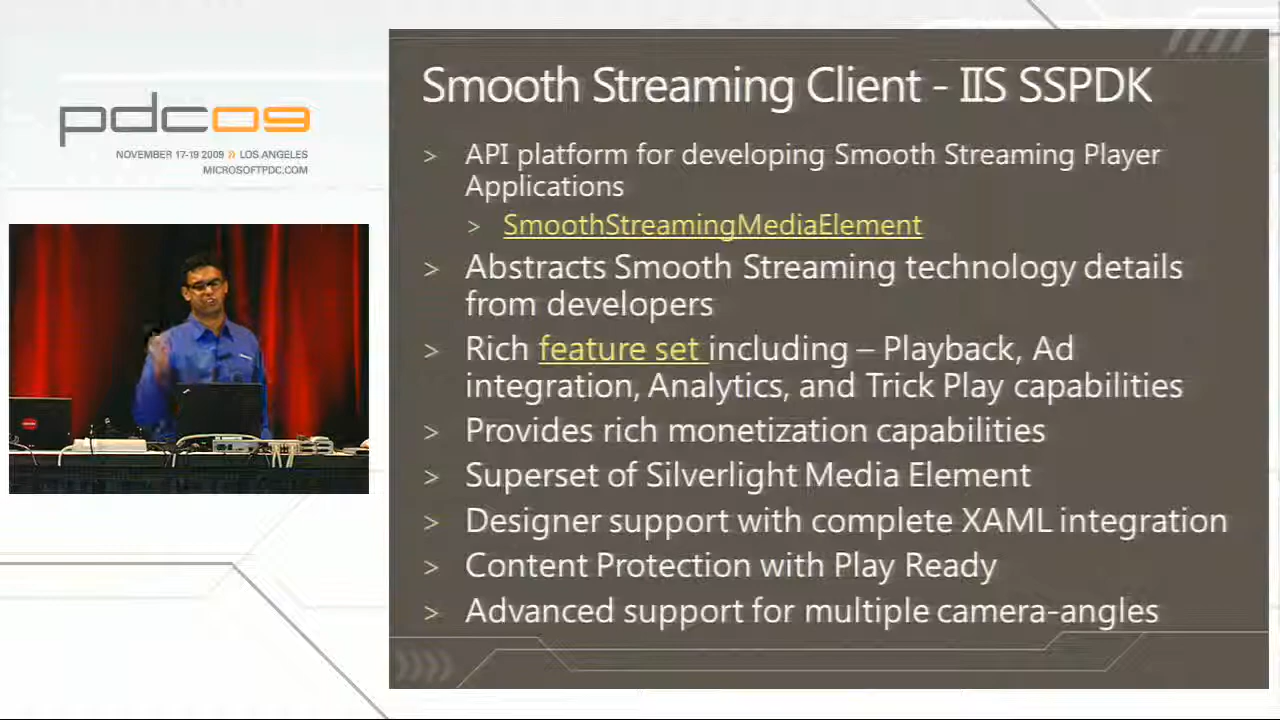 pdc09
NOVEMBER 17-19 2009 » LOS ANGELES
MICROSOFTPDC.COM
Smooth Streaming Client - IIS SSPDK
> API platform for developing Smooth Streaming Player
Applications
> SmoothStreamingMediaElement
> Abstracts Smooth Streaming technology details
from developers
> Rich feature set including – Playback, Ad
integration, Analytics, and Trick Play capabilities
> Provides rich monetization capabilities
> Superset of Silverlight Media Element
> Designer support with complete XAML integration
> Content Protection with Play Ready
> Advanced support for multiple camera-angles